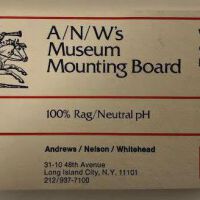 A/N/W's
Museum
Mounting Board
100% Rag/Neutral pH
Andrews / Nelson / Whitehead
31-10 48th Avenue
Long Island City, N.Y. 11101
212/937-7100